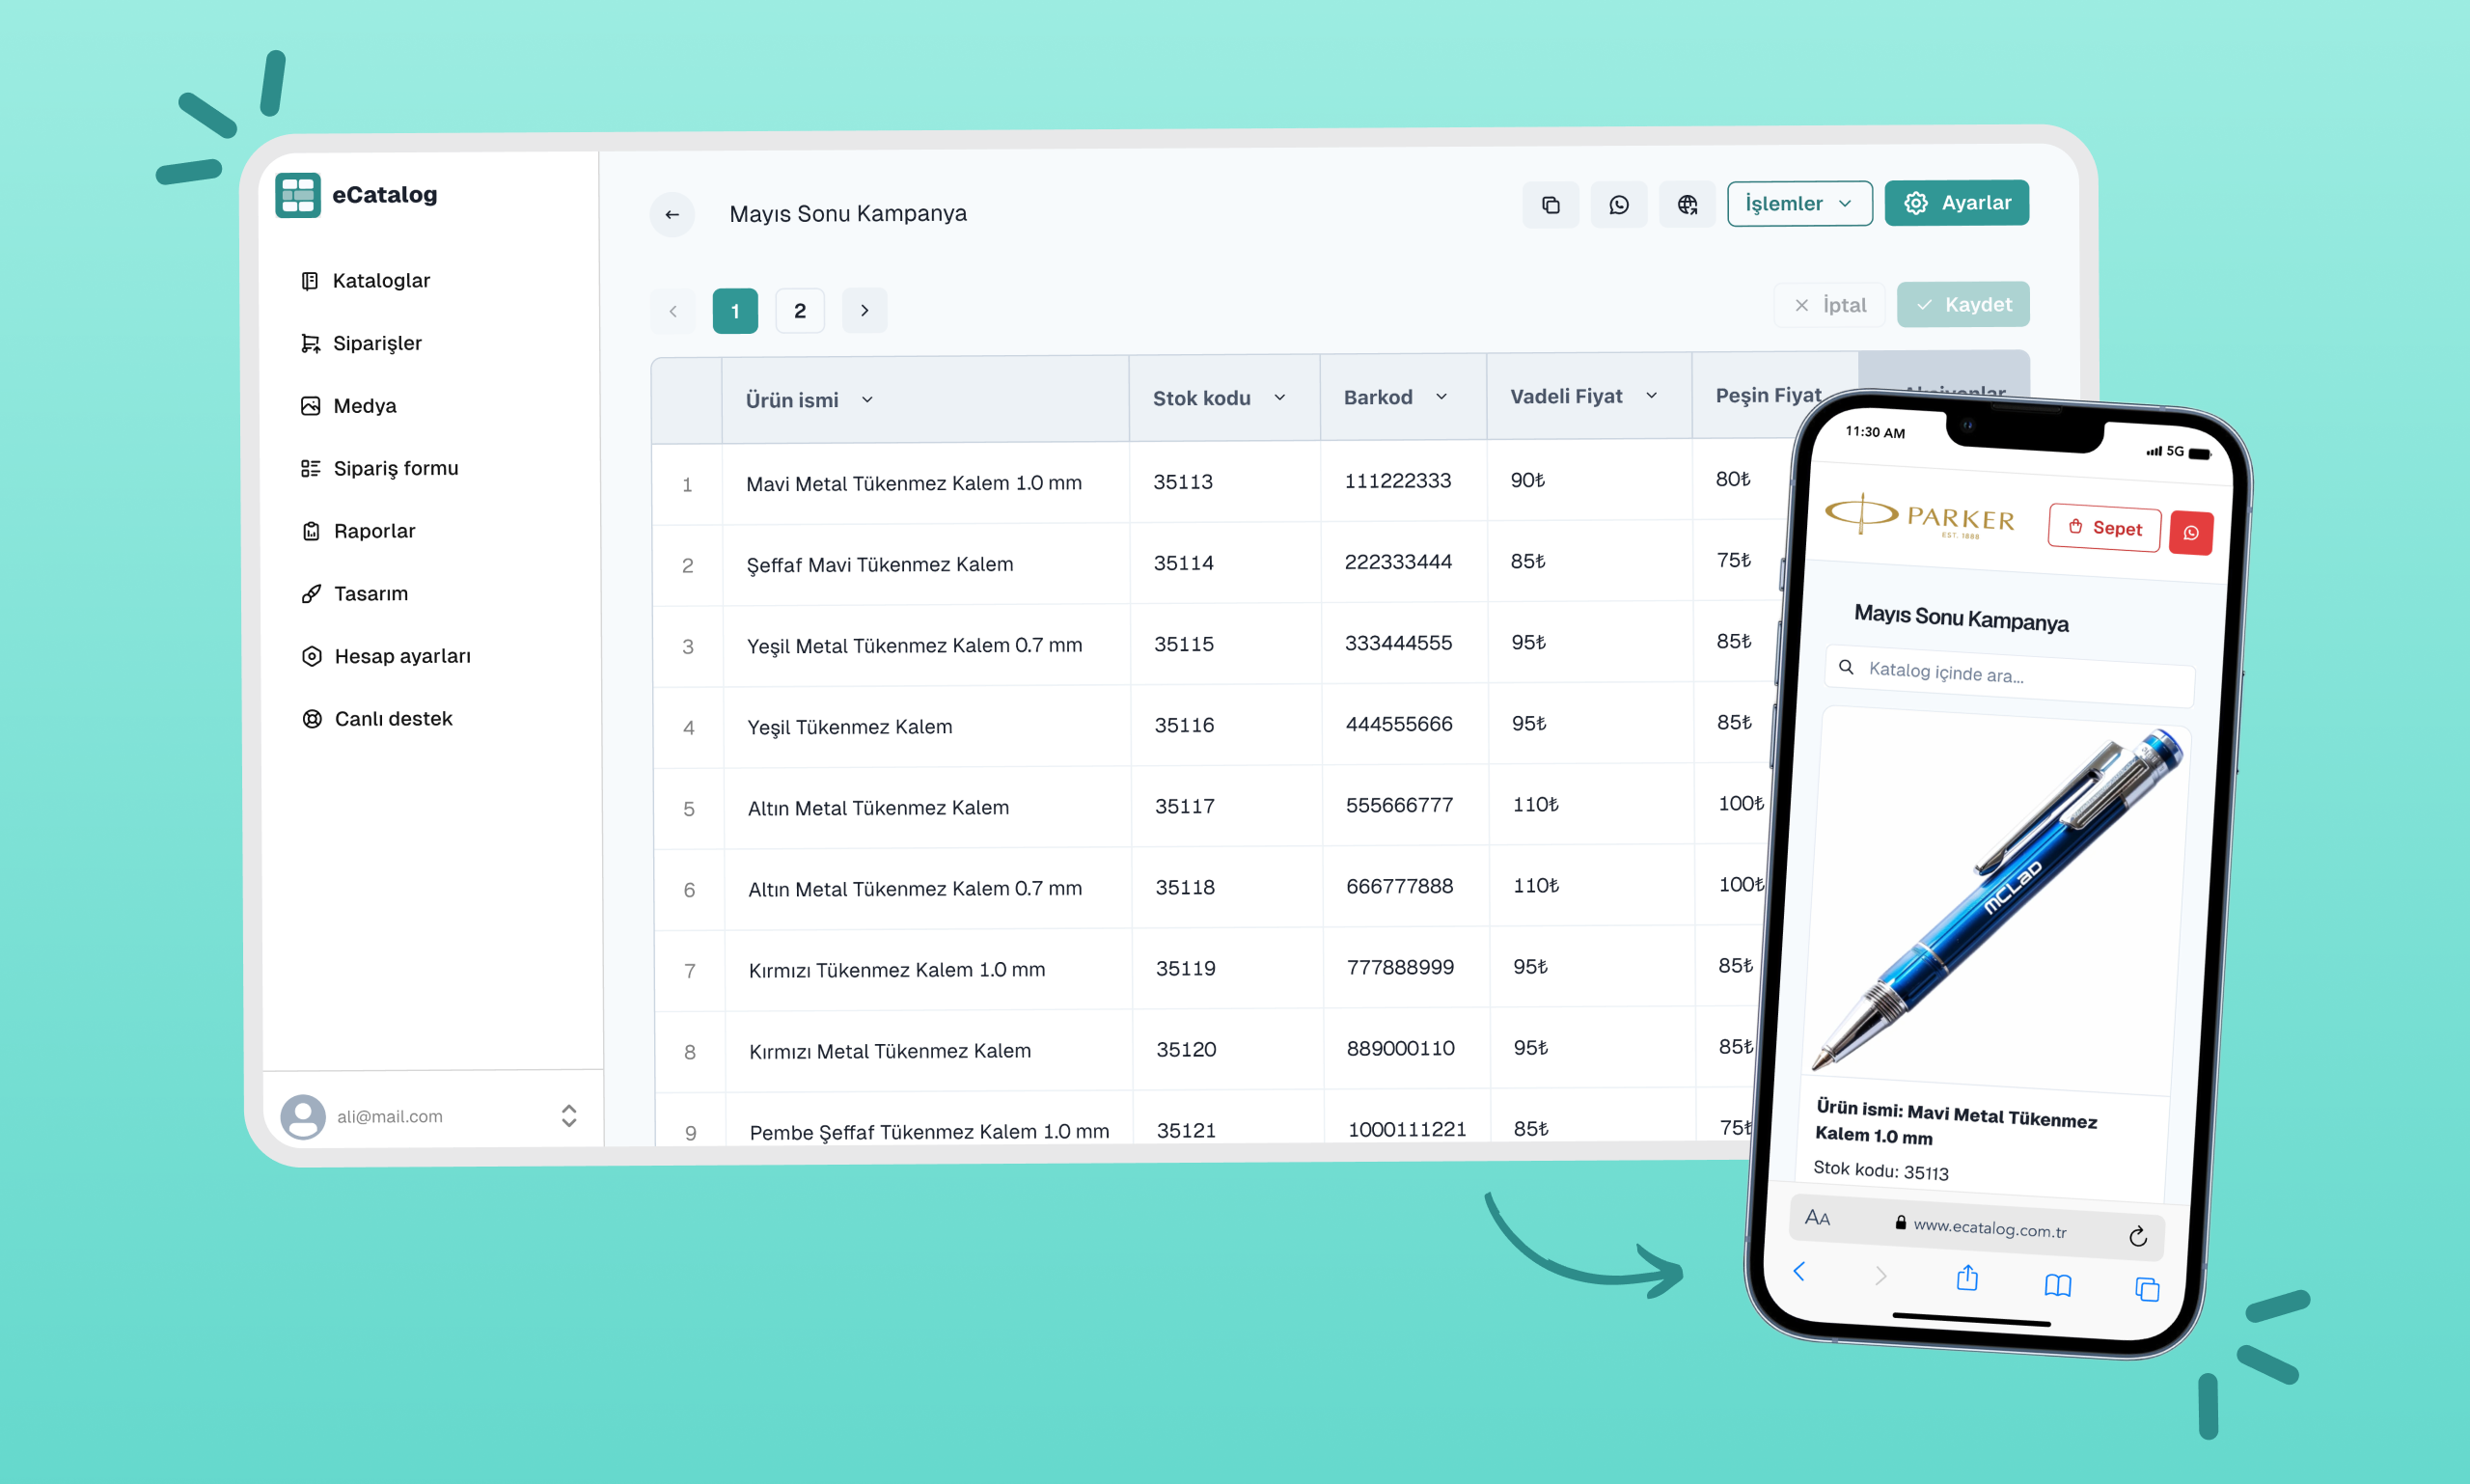 eCatalog
Kataloglar
Siparişler
Medya
Sipariş formu
Raporlar
Tasarım
Hesap ayarları
Canlı destek
ali@mail.com
Mayıs Sonu Kampanya
İşlemler
Ayarlar
1 2
İptal
Kaydet
Ürün ismi Stok kodu Barkod Vadeli Fiyat Peşin Fiyat
1 Mavi Metal Tükenmez Kalem 1.0 mm 35113 111222333 90₺ 80₺
2 Şeffaf Mavi Tükenmez Kalem 35114 222333444 85₺ 75₺
3 Yeşil Metal Tükenmez Kalem 0.7 mm 35115 333444555 95₺ 85₺
4 Yeşil Tükenmez Kalem 35116 444555666 95₺ 85₺
5 Altın Metal Tükenmez Kalem 35117 555666777 110₺ 100₺
6 Altın Metal Tükenmez Kalem 0.7 mm 35118 666777888 110₺ 100₺
7 Kırmızı Tükenmez Kalem 1.0 mm 35119 777888999 95₺ 85₺
8 Kırmızı Metal Tükenmez Kalem 35120 889000110 95₺ 85₺
9 Pembe Şeffaf Tükenmez Kalem 1.0 mm 35121 1000111221 85₺ 75₺
11:30 AM
5G
PARKER
EST. 1888
Sepet
Mayıs Sonu Kampanya
Katalog içinde ara...
mCLaD
Ürün ismi: Mavi Metal Tükenmez
Kalem 1.0 mm
Stok kodu: 35113
AA
www.ecatalog.com.tr